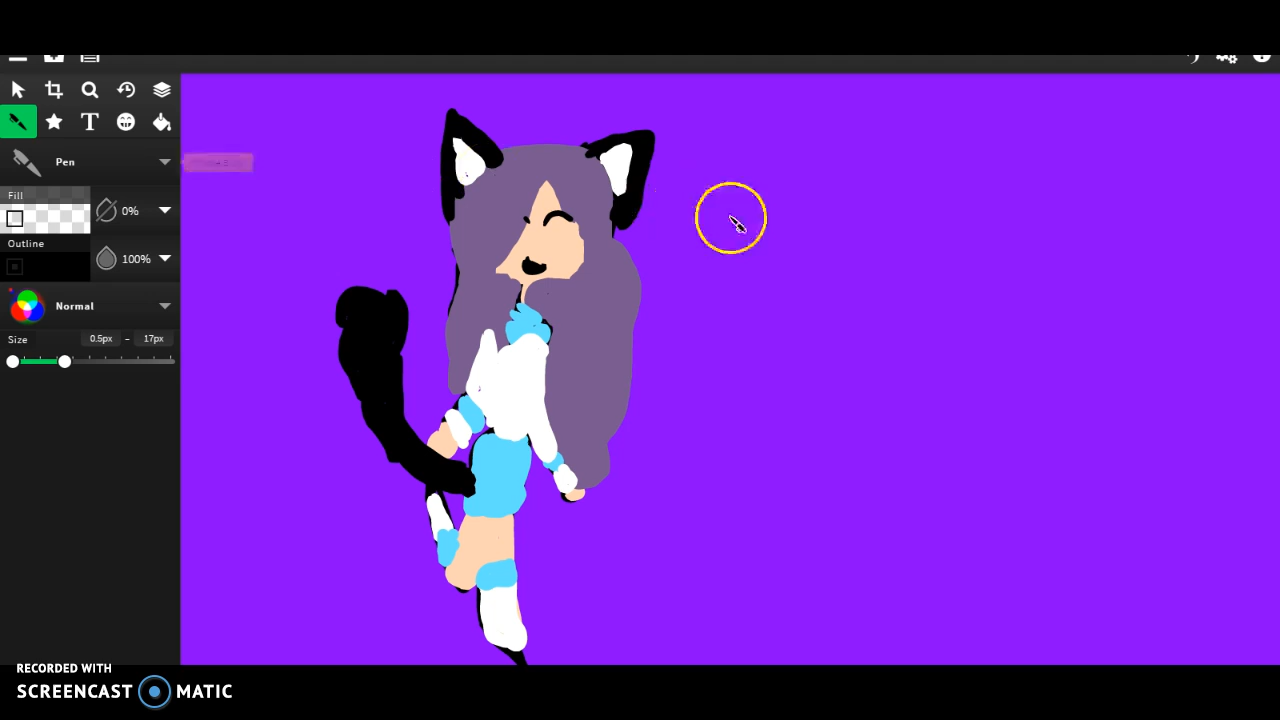 Pen
Fill
0%
Outline
100%
Normal
Size 0.5px - 17px
RECORDED WITH
SCREENCAST MATIC